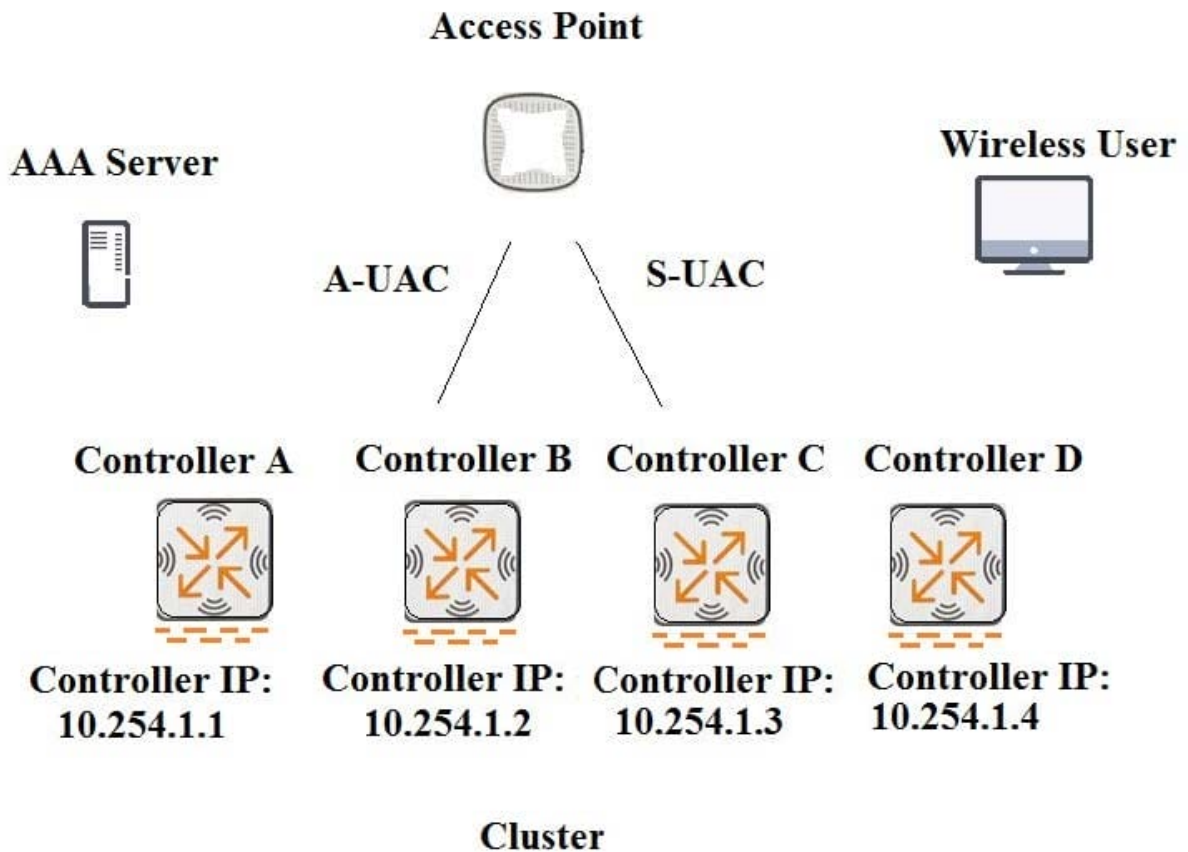 Access Point
AAA Server
Wireless User
A-UAC
S-UAC
Controller A
Controller B
Controller C
Controller D
Controller IP:
10.254.1.1
Controller IP:
10.254.1.2
Controller IP:
10.254.1.3
Controller IP:
10.254.1.4
Cluster